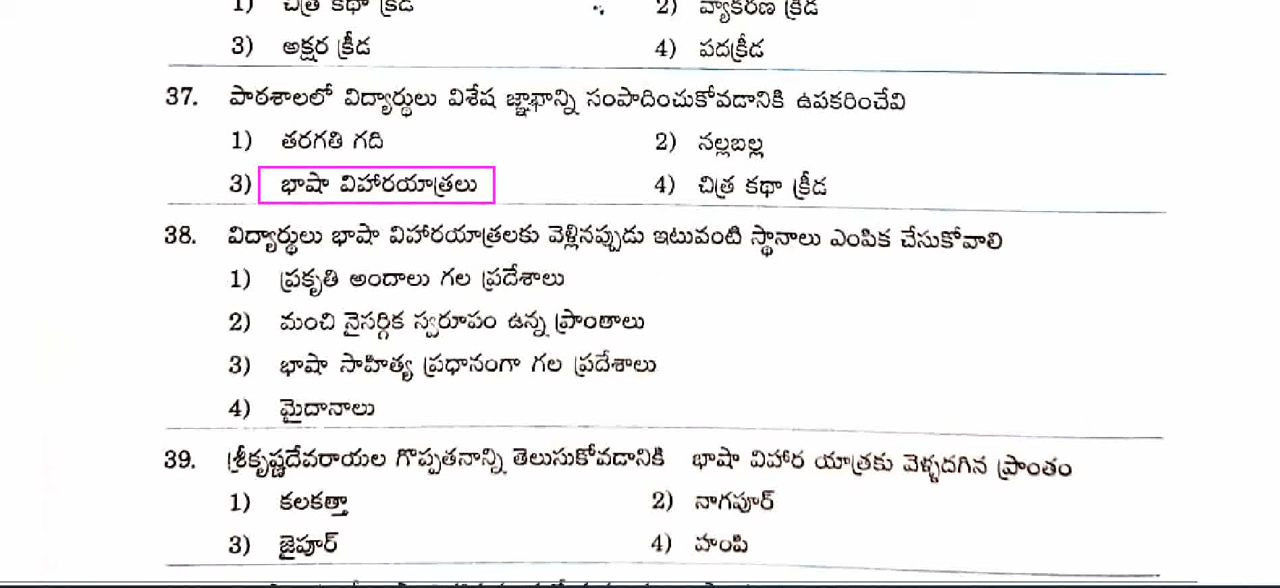 1) చిత్ర కథా క్రీడ 2) వ్యాకరణ క్రీడ
3) అక్షర క్రీడ 4) పదక్రీడ
37. పాఠశాలలో విద్యార్థులు విశేష జ్ఞానాన్ని సంపాదించుకోవడానికి ఉపకరించేవి
1) తరగతి గది 2) నల్లబల్ల
3) భాషా విహారయాత్రలు 4) చిత్ర కథా క్రీడ
38. విద్యార్థులు భాషా విహారయాత్రలకు వెళ్లినప్పుడు ఇటువంటి స్థానాలు ఎంపిక చేసుకోవాలి
1) ప్రకృతి అందాలు గల ప్రదేశాలు
2) మంచి నైసర్గిక స్వరూపం ఉన్న ప్రాంతాలు
3) భాషా సాహిత్య ప్రధానంగా గల ప్రదేశాలు
4) మైదానాలు
39. శ్రీకృష్ణదేవరాయల గొప్పతనాన్ని తెలుసుకోవడానికి భాషా విహార యాత్రకు వెళ్ళదగిన ప్రాంతం
1) కలకత్తా 2) నాగపూర్
3) జైపూర్ 4) హంపి